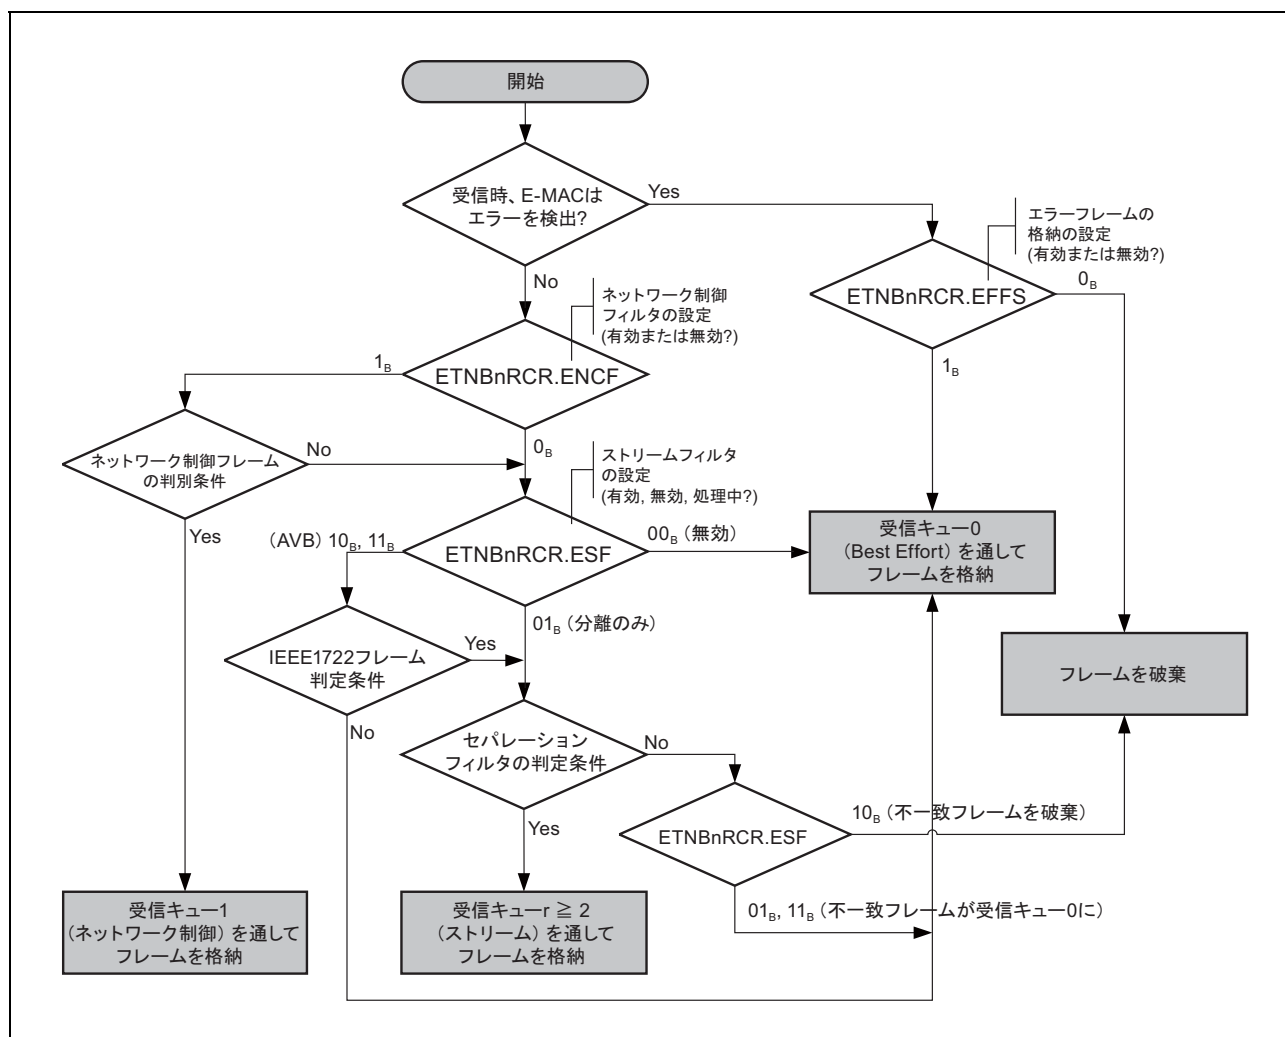 開始
受信時、E-MACは
エラーを検出?
Yes
No
エラーフレームの
格納の設定
(有効または無効?)
ETNBnRCR.EFFS
0B
1B
ネットワーク制御
フィルタの設定
(有効または無効?)
ETNBnRCR.ENCF
1B
0B
ネットワーク制御フレーム
の判別条件
No
Yes
ストリームフィルタ
の設定
(有効, 無効, 処理中?)
ETNBnRCR.ESF
(AVB) 10B, 11B
00B (無効)
01B (分離のみ)
受信キュー0
(Best Effort) を通して
フレームを格納
IEEE1722フレーム
判定条件
Yes
No
フレームを破棄
セパレーション
フィルタの判定条件
No
Yes
ETNBnRCR.ESF
10B (不一致フレームを破棄)
01B, 11B (不一致フレームが受信キュー0に)
受信キュー1
(ネットワーク制御) を通して
フレームを格納
受信キューr ≧ 2
(ストリーム) を通して
フレームを格納